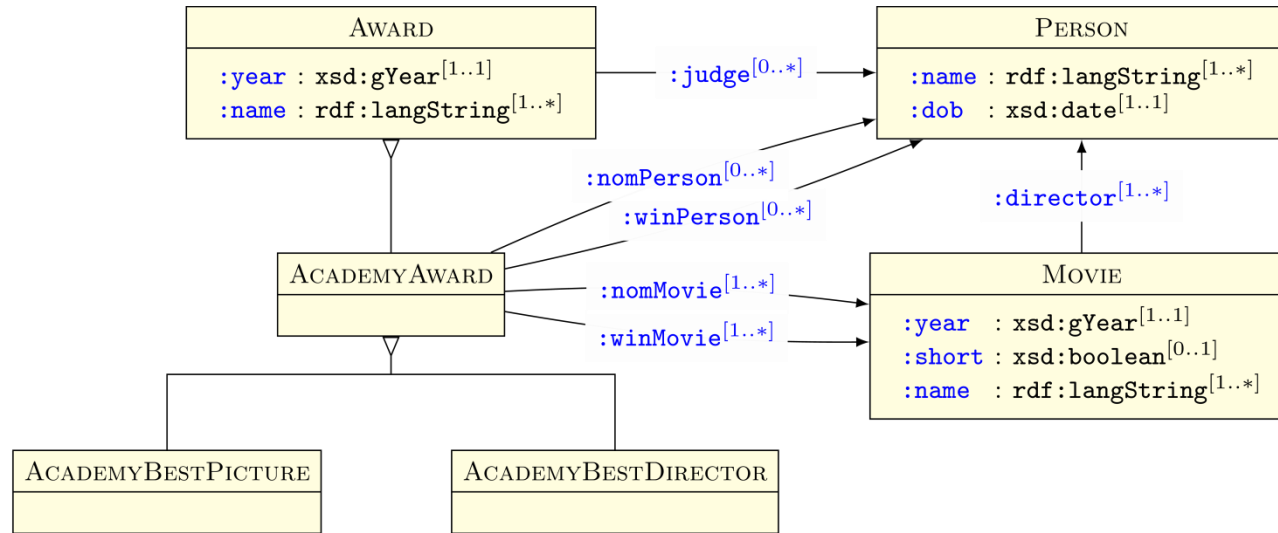 AWARD
:year : xsd:gYear[1..1]
:name : rdf:langString[1..*]
:judge[0..*]
PERSON
:name : rdf:langString[1..*]
:dob : xsd:date[1..1]
:nomPerson[0..*]
:winPerson[0..*]
:director[1..*]
ACADEMYAWARD
:nomMovie[1..*]
:winMovie[1..*]
MOVIE
:year : xsd:gYear[1..1]
:short : xsd:boolean[0..1]
:name : rdf:langString[1..*]
ACADEMYBESTPICTURE
ACADEMYBESTDIRECTOR